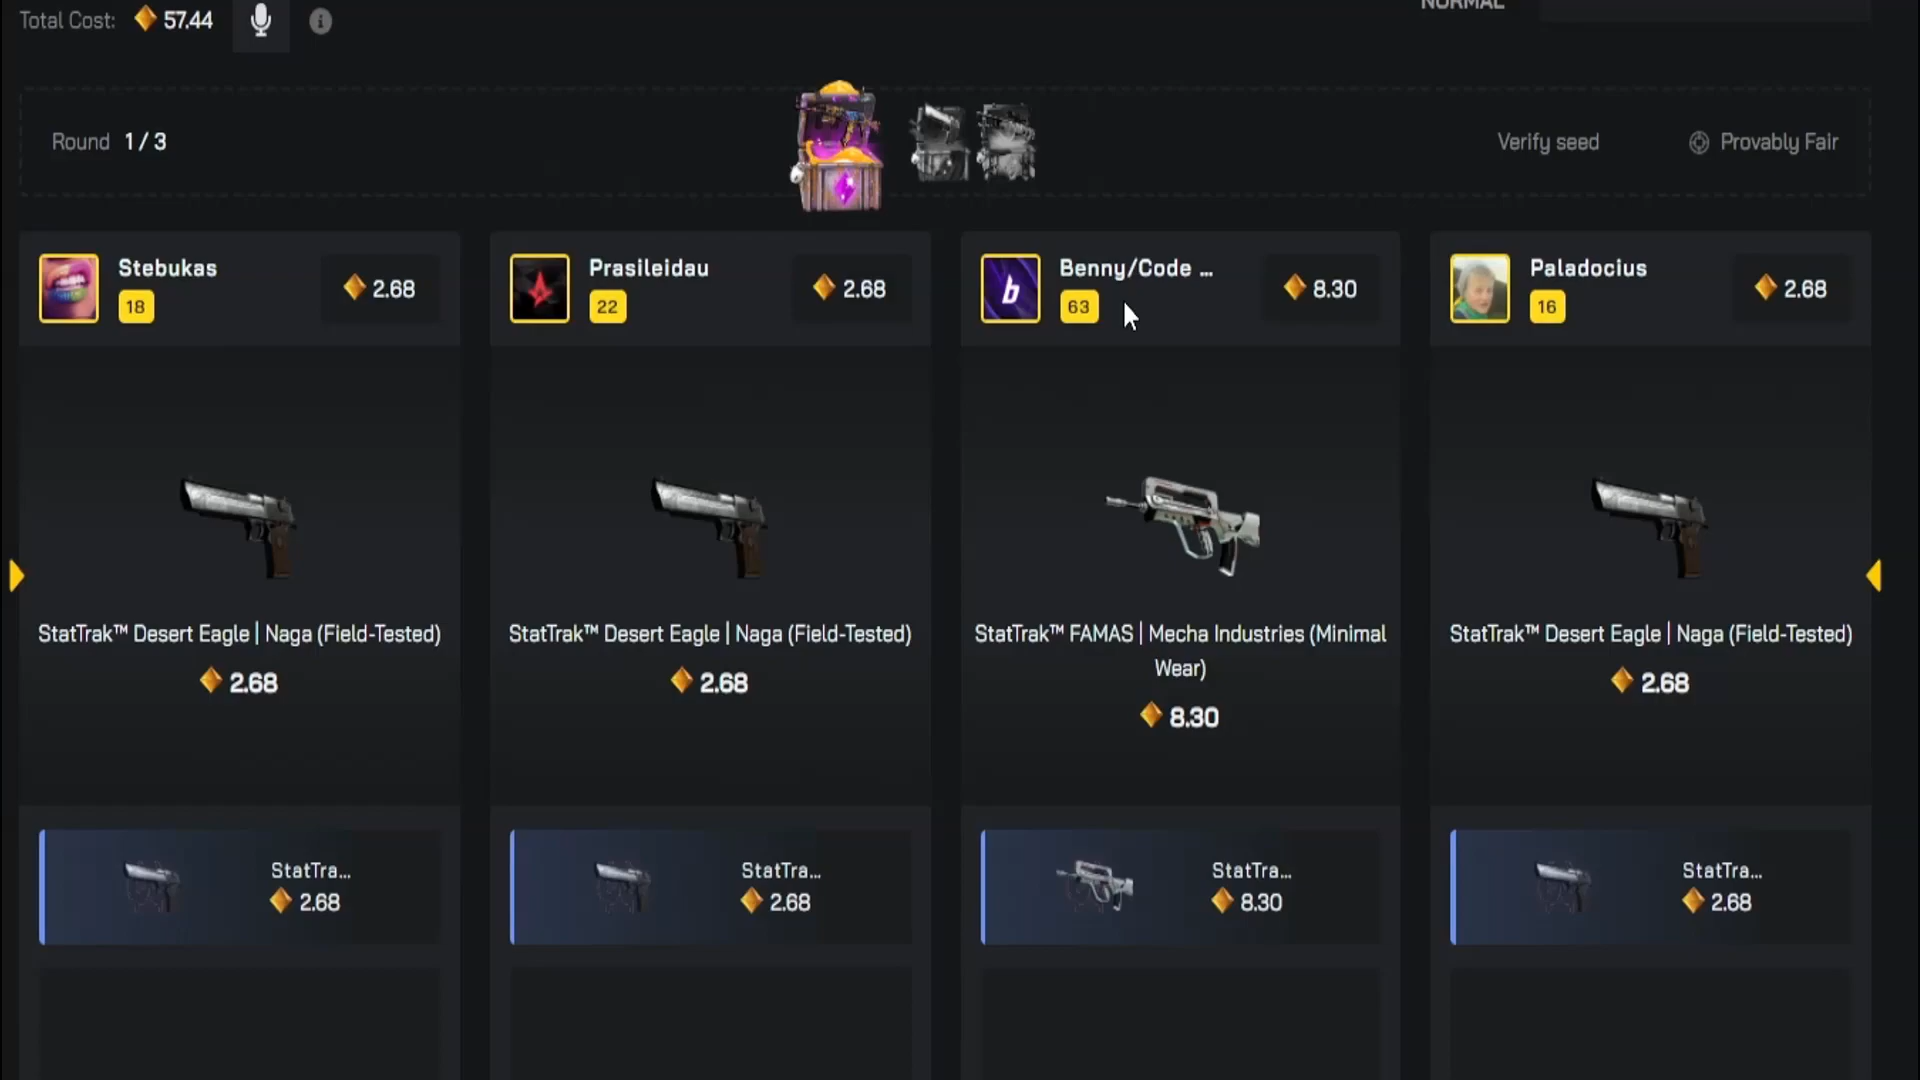 Total Cost: 57.44
NORMAL
Round 1 / 3
Verify seed
Provably Fair
Stebukas
18
2.68
Prasileidau
22
2.68
Benny/Code ...
63
8.30
Paladocius
16
2.68
StatTrak™ Desert Eagle | Naga (Field-Tested)
2.68
StatTrak™ Desert Eagle | Naga (Field-Tested)
2.68
StatTrak™ FAMAS | Mecha Industries (Minimal
Wear)
8.30
StatTrak™ Desert Eagle | Naga (Field-Tested)
2.68
StatTra...
2.68
StatTra...
2.68
StatTra...
8.30
StatTra...
2.68